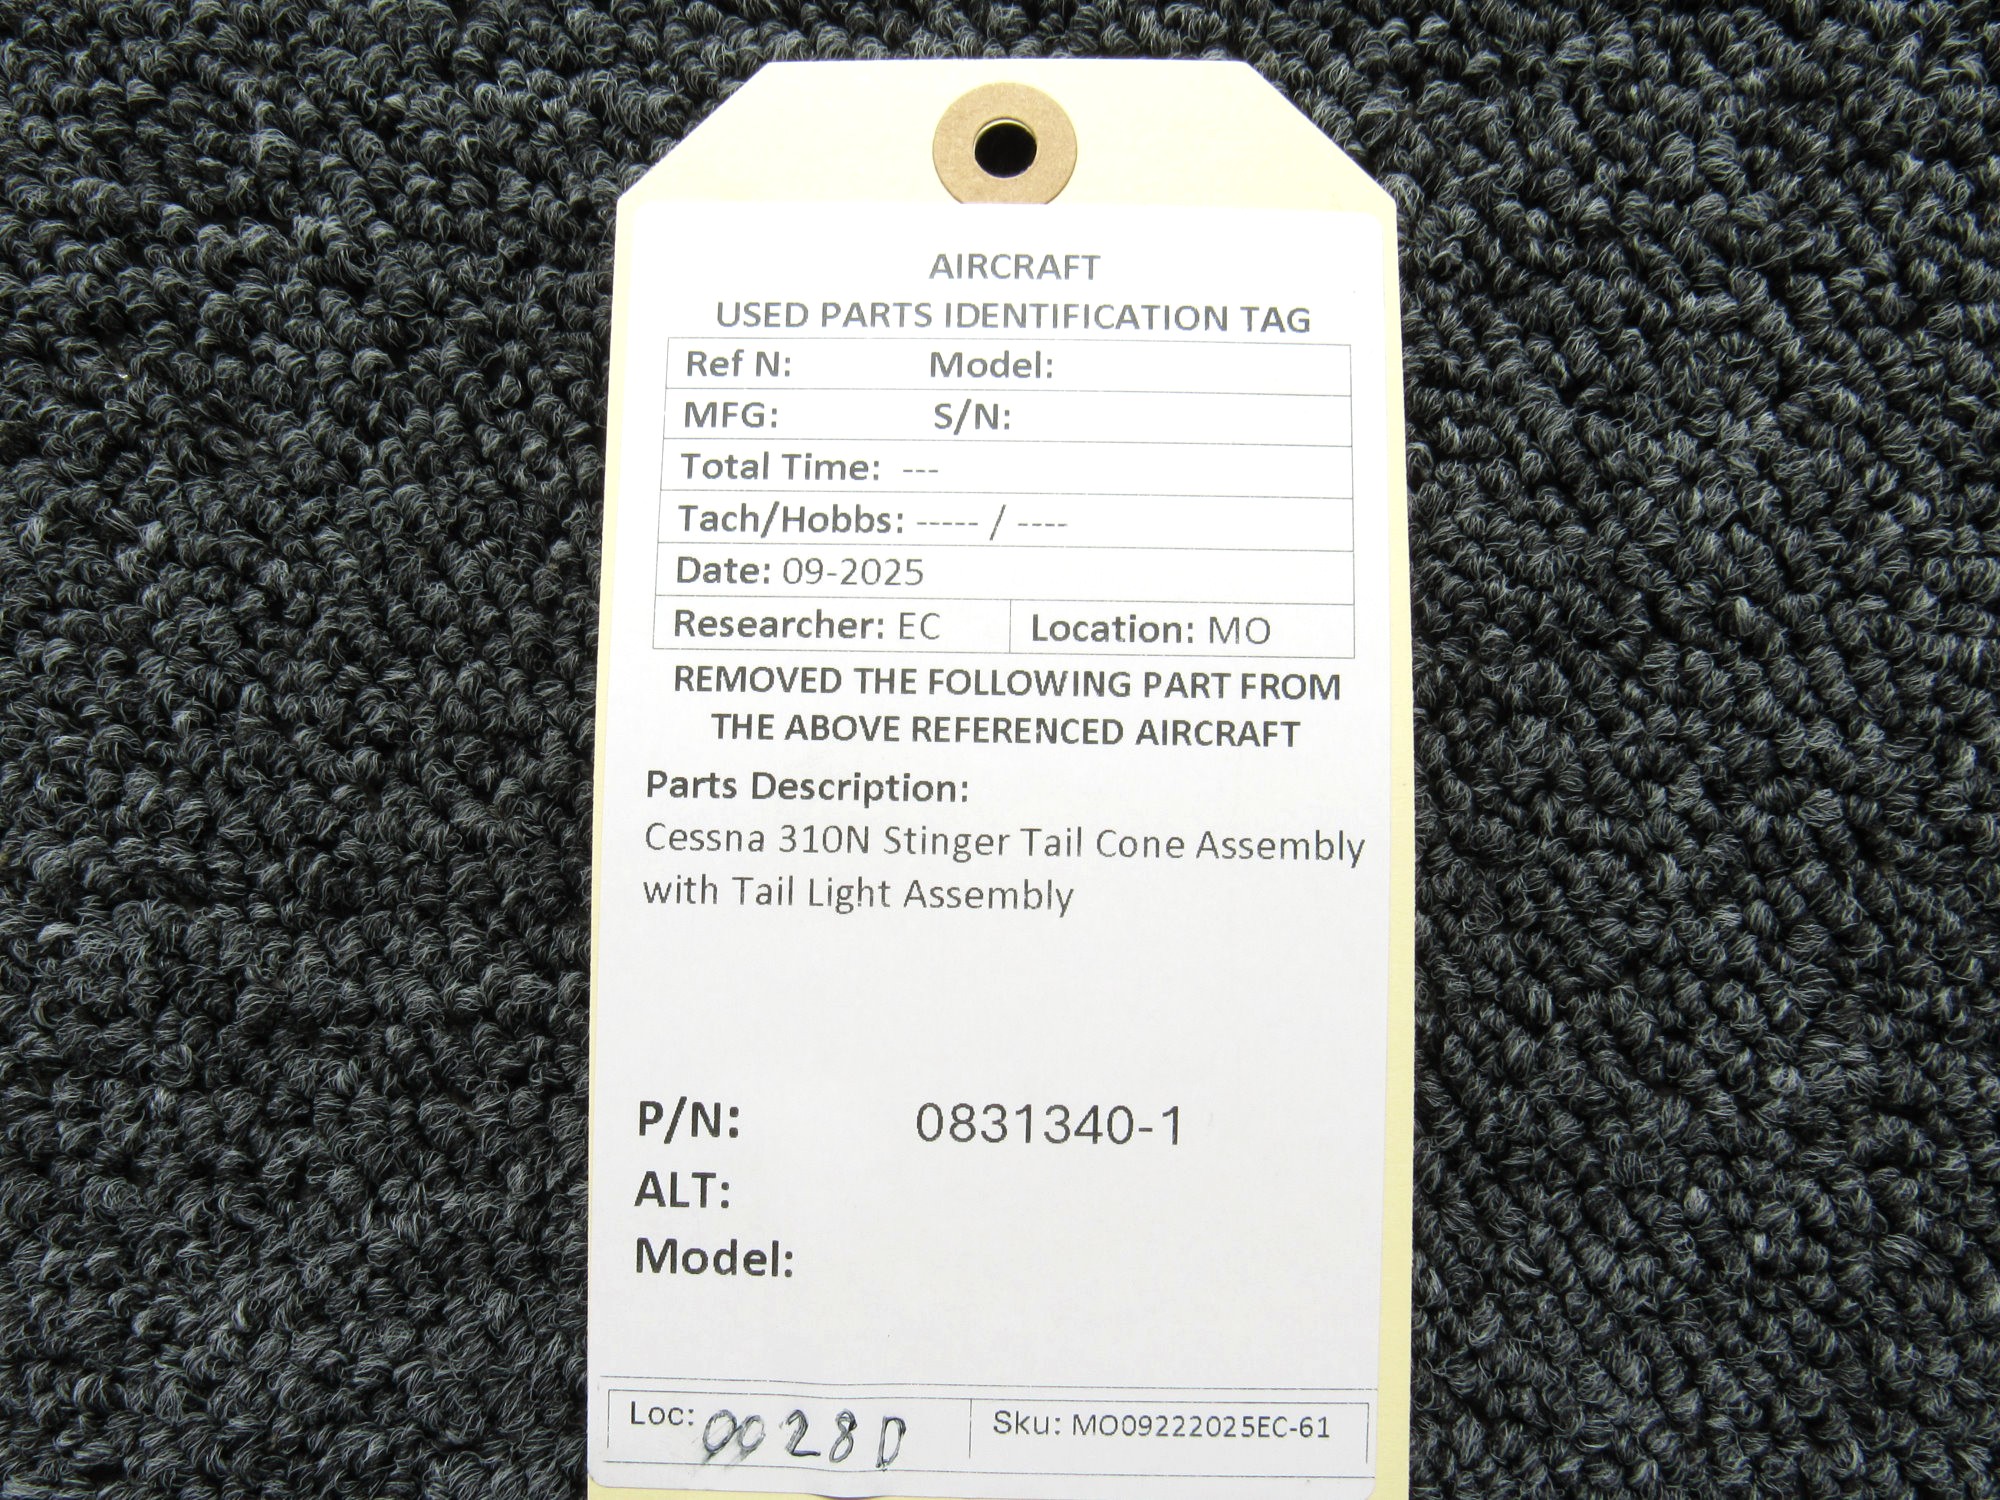 AIRCRAFT
USED PARTS IDENTIFICATION TAG
Ref N: Model:
MFG: S/N:
Total Time: ---
Tach/Hobbs: ----- / ----
Date: 09-2025
Researcher: EC Location: MO
REMOVED THE FOLLOWING PART FROM
THE ABOVE REFERENCED AIRCRAFT
Parts Description:
Cessna 310N Stinger Tail Cone Assembly
with Tail Light Assembly
P/N: 0831340-1
ALT:
Model:
Loc: 0028D Sku: MO09222025EC-61